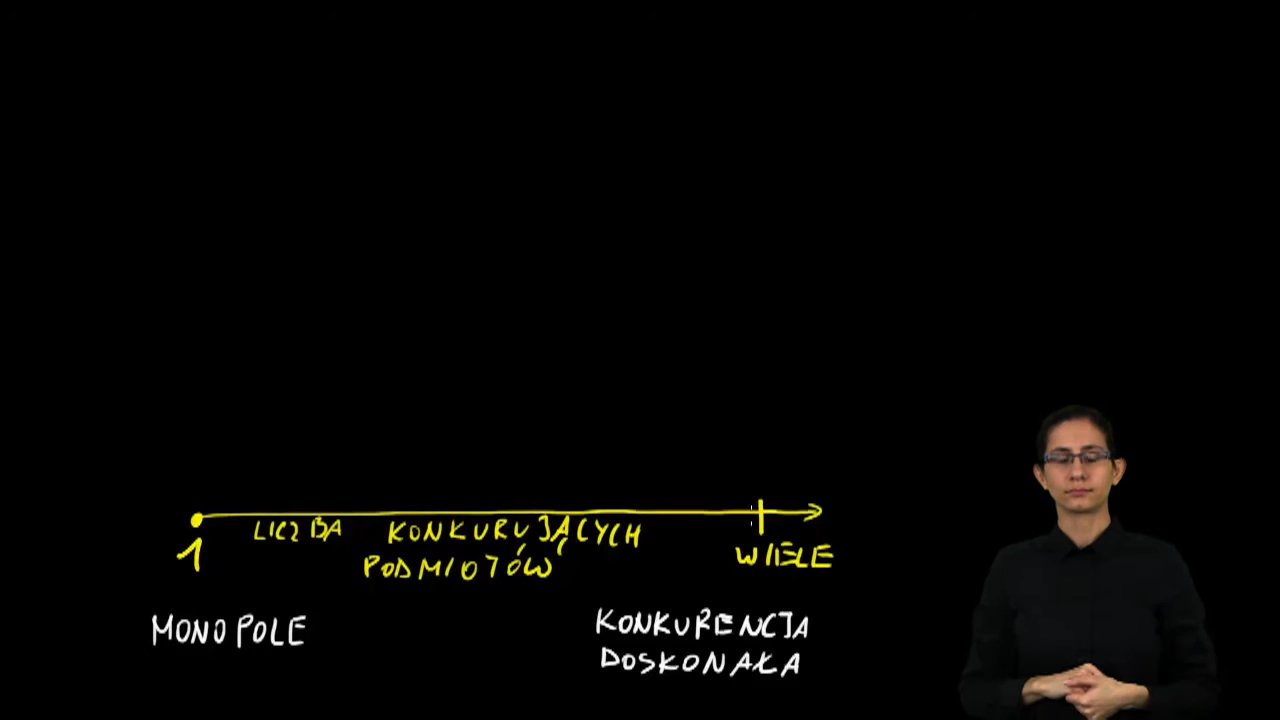 LICZBA KONKURUJĄCYCH
PODMIOTÓW
1
WIELE
MONOPOLE
KONKURENCJA
DOSKONAŁA